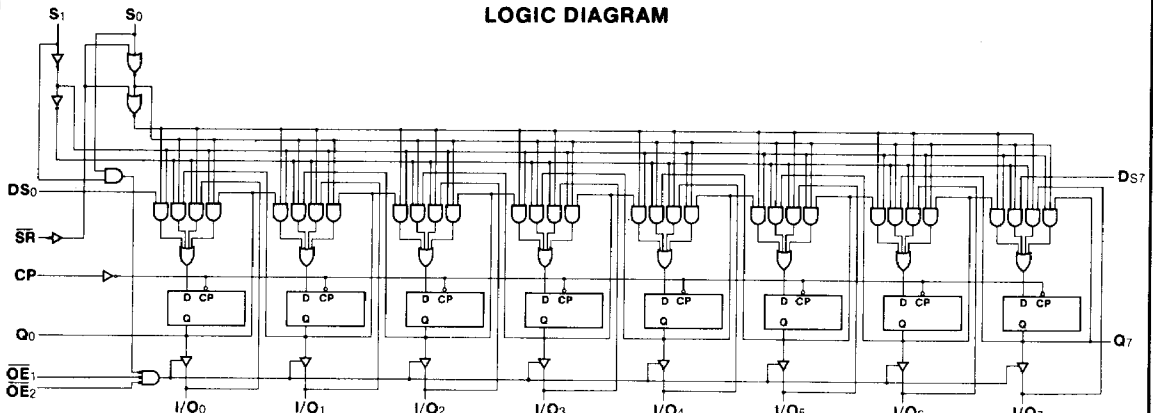 LOGIC DIAGRAM
S1
S0
DS0
DS7
SR
CP
D CP
D CP
D CP
D CP
D CP
D CP
D CP
D CP
Q
Q
Q
Q
Q
Q
Q
Q
Q0
Q7
OE1
OE2
I/O0
I/O1
I/O2
I/O3
I/O4
I/O5
I/O6